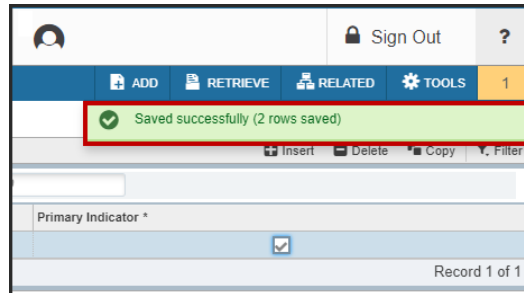 Sign Out ?
ADD RETRIEVE RELATED TOOLS 1
Saved successfully (2 rows saved)
Insert Delete Copy Filter
Primary Indicator *
Record 1 of 1